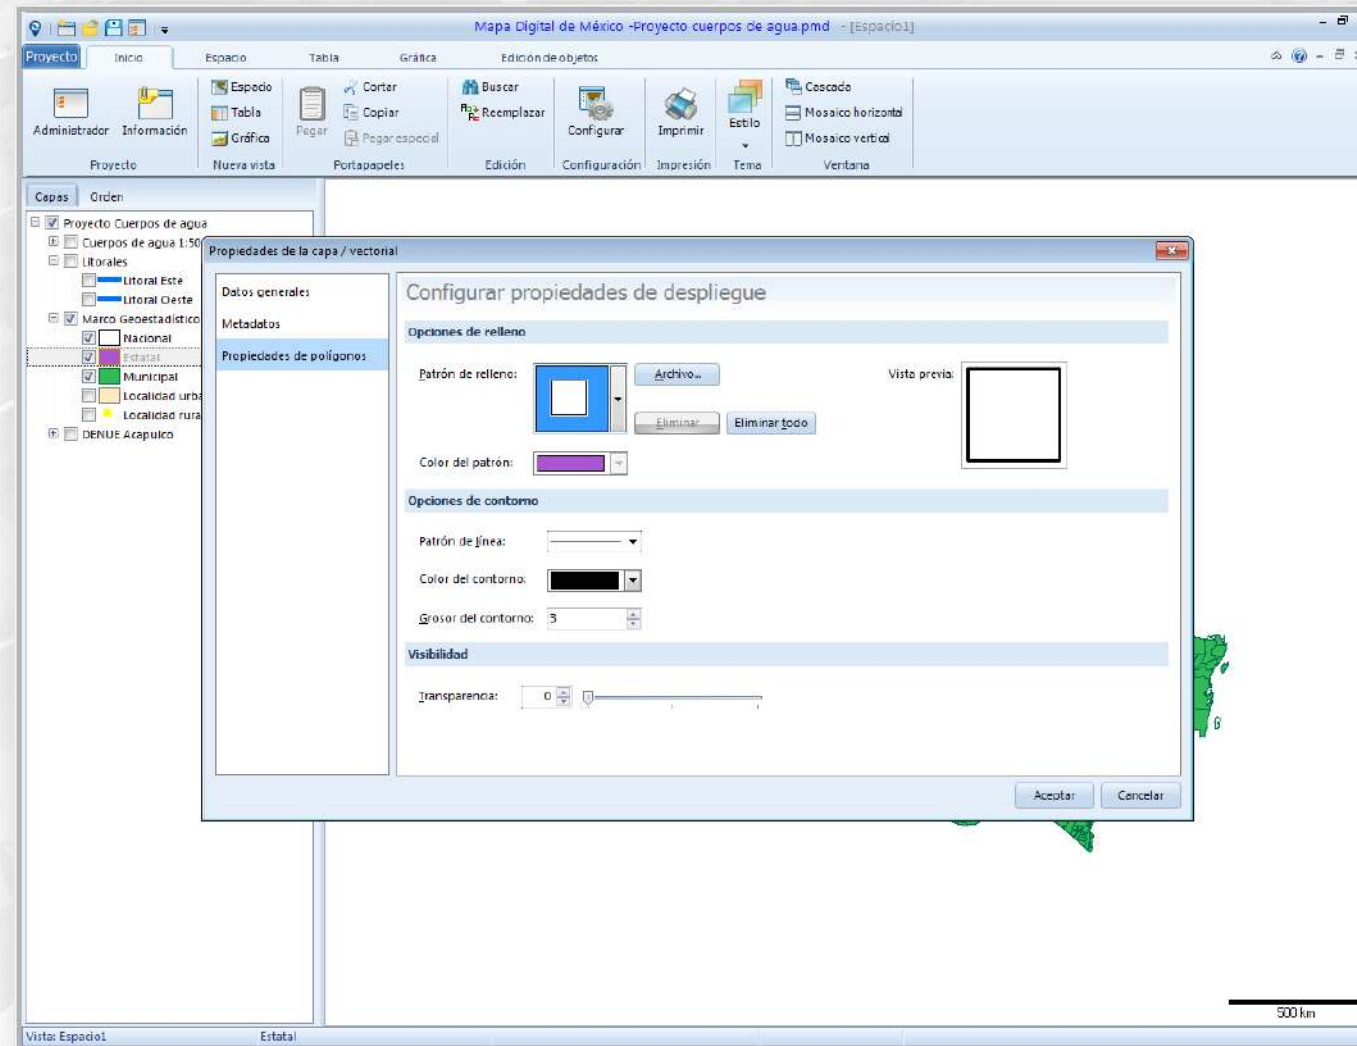 Mapa Digital de México -Proyecto cuerpos de agua.pmd - [Espacio1]
Proyecto Inicio Espacio Tabla Gráfica Edición de objetos
Espacio Cortar Buscar Cascada
Tabla Copiar Reemplazar Mosaico horizontal
Administrador Información Gráfica Pegar Pegar especial Configurar Imprimir Estilo Mosaico vertical
Proyecto Nueva vista Portapapeles Edición Configuración Impresión Tema Ventana
Capas Orden
Proyecto Cuerpos de agua
Cuerpos de agua 1:50
Litorales
Litoral Este
Litoral Oeste
Marco Geoestadístico
Nacional
Estatal
Municipal
Localidad urba
Localidad rura
DENUE Acapulco
Propiedades de la capa / vectorial
Datos generales
Metadatos
Propiedades de polígonos
Configurar propiedades de despliegue
Opciones de relleno
Patrón de relleno: Archivo... Vista previa:
Eliminar Eliminar todo
Color del patrón:
Opciones de contorno
Patrón de línea:
Color del contorno:
Grosor del contorno: 3
Visibilidad
Transparencia: 0
Aceptar Cancelar
500 km
Vista: Espacio1 Estatal